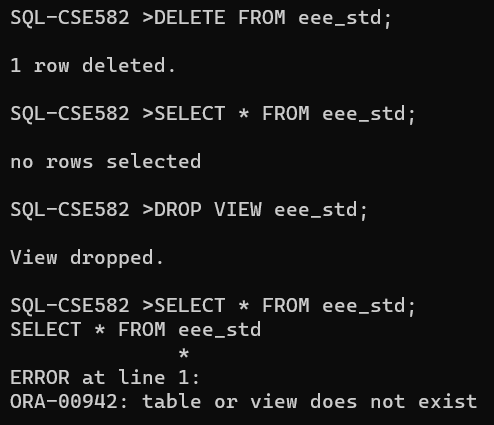 SQL-CSE582 >DELETE FROM eee_std;
1 row deleted.
SQL-CSE582 >SELECT * FROM eee_std;
no rows selected
SQL-CSE582 >DROP VIEW eee_std;
View dropped.
SQL-CSE582 >SELECT * FROM eee_std;
SELECT * FROM eee_std
              *
ERROR at line 1:
ORA-00942: table or view does not exist